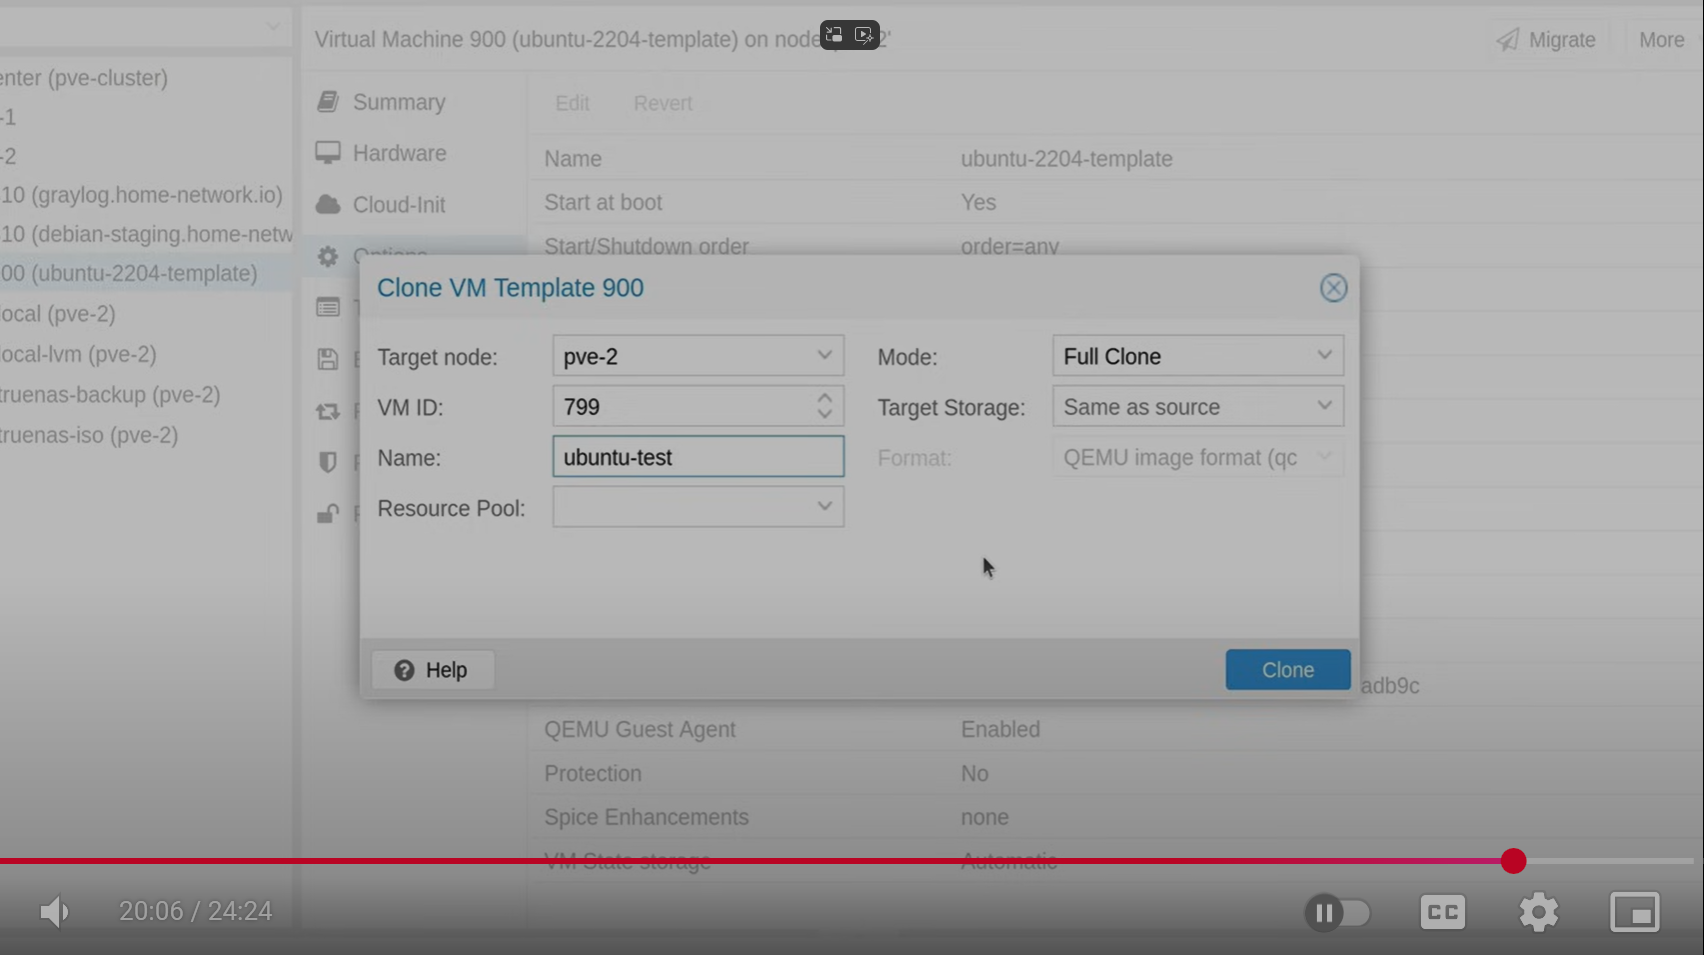 Virtual Machine 900 (ubuntu-2204-template) on node 2'
Migrate
More
enter (pve-cluster)
-1
-2
10 (graylog.home-network.io)
10 (debian-staging.home-netw
00 (ubuntu-2204-template)
ocal (pve-2)
ocal-lvm (pve-2)
truenas-backup (pve-2)
truenas-iso (pve-2)
Summary
Hardware
Cloud-Init
Options
Edit
Revert
Name
ubuntu-2204-template
Start at boot
Yes
Start/Shutdown order
order=any
Clone VM Template 900
Target node:
pve-2
Mode:
Full Clone
VM ID:
799
Target Storage:
Same as source
Name:
ubuntu-test
Format:
QEMU image format (qc
Resource Pool:
Help
Clone
adb9c
QEMU Guest Agent
Enabled
Protection
No
Spice Enhancements
none
VM State storage
Automatic
20:06 / 24:24
CC